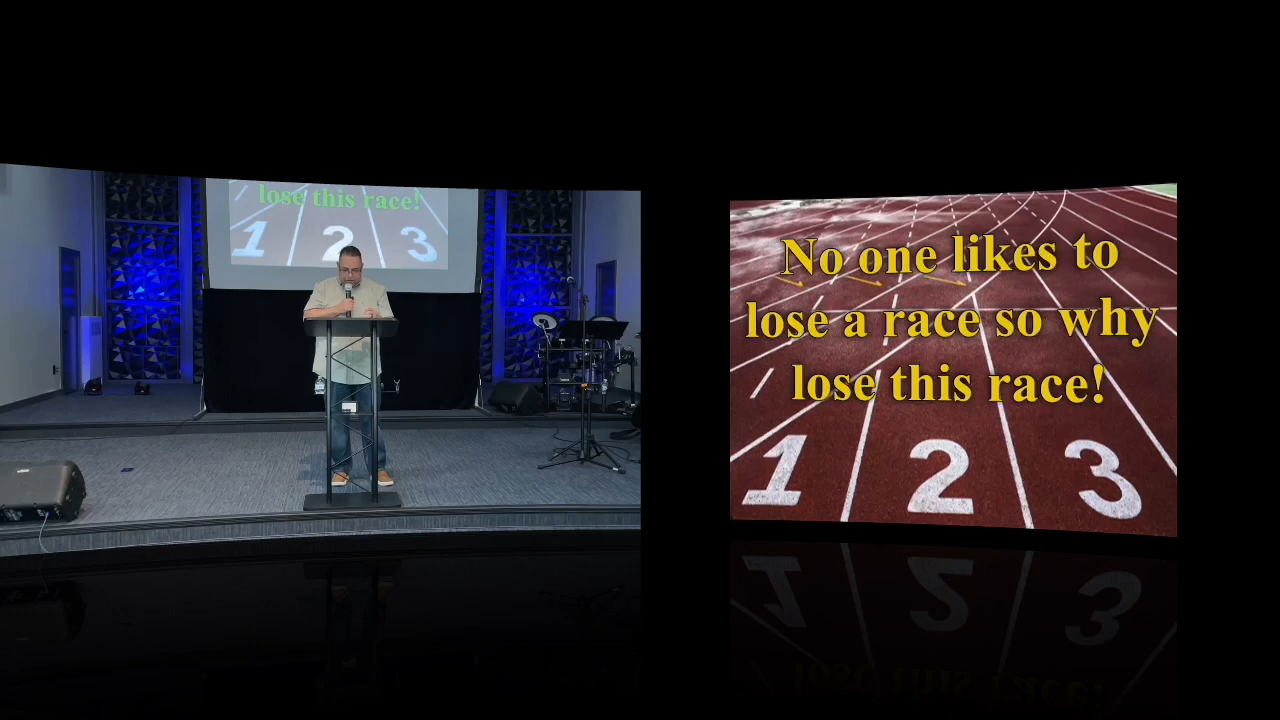 lose this race!
1 2 3
No one likes to
lose a race so why
lose this race!
1 2 3